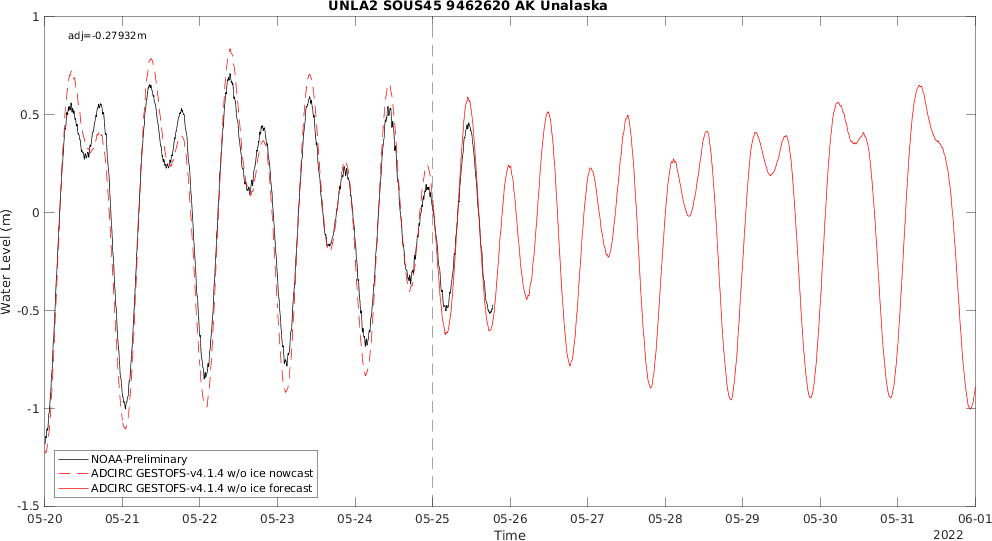 UNLA2 SOUS45 9462620 AK Unalaska
adj=-0.27932m
1
0.5
0
-0.5
-1
-1.5
Water Level (m)
NOAA-Preliminary
ADCIRC GESTOFS-v4.1.4 w/o ice nowcast
ADCIRC GESTOFS-v4.1.4 w/o ice forecast
05-20 05-21 05-22 05-23 05-24 05-25 05-26 05-27 05-28 05-29 05-30 05-31 06-01
Time
2022